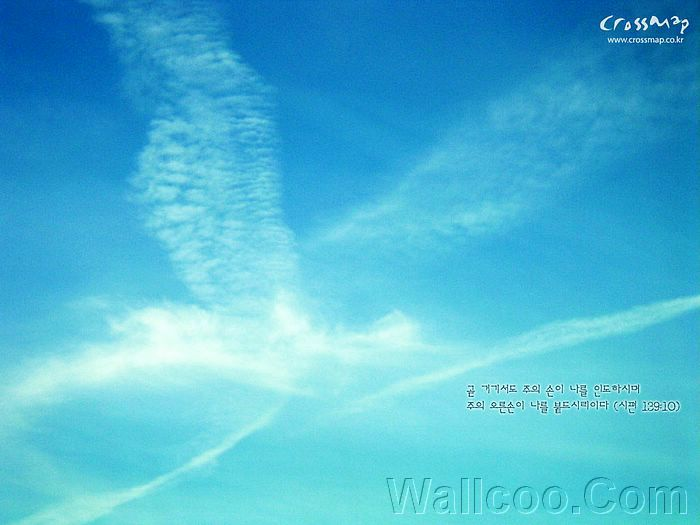 crossmap
www.crossmap.co.kr
곧 거기서도 주의 손이 나를 인도하시며
주의 오른손이 나를 붙드시리이다 (시편 139:10)
Wallcoo.Com